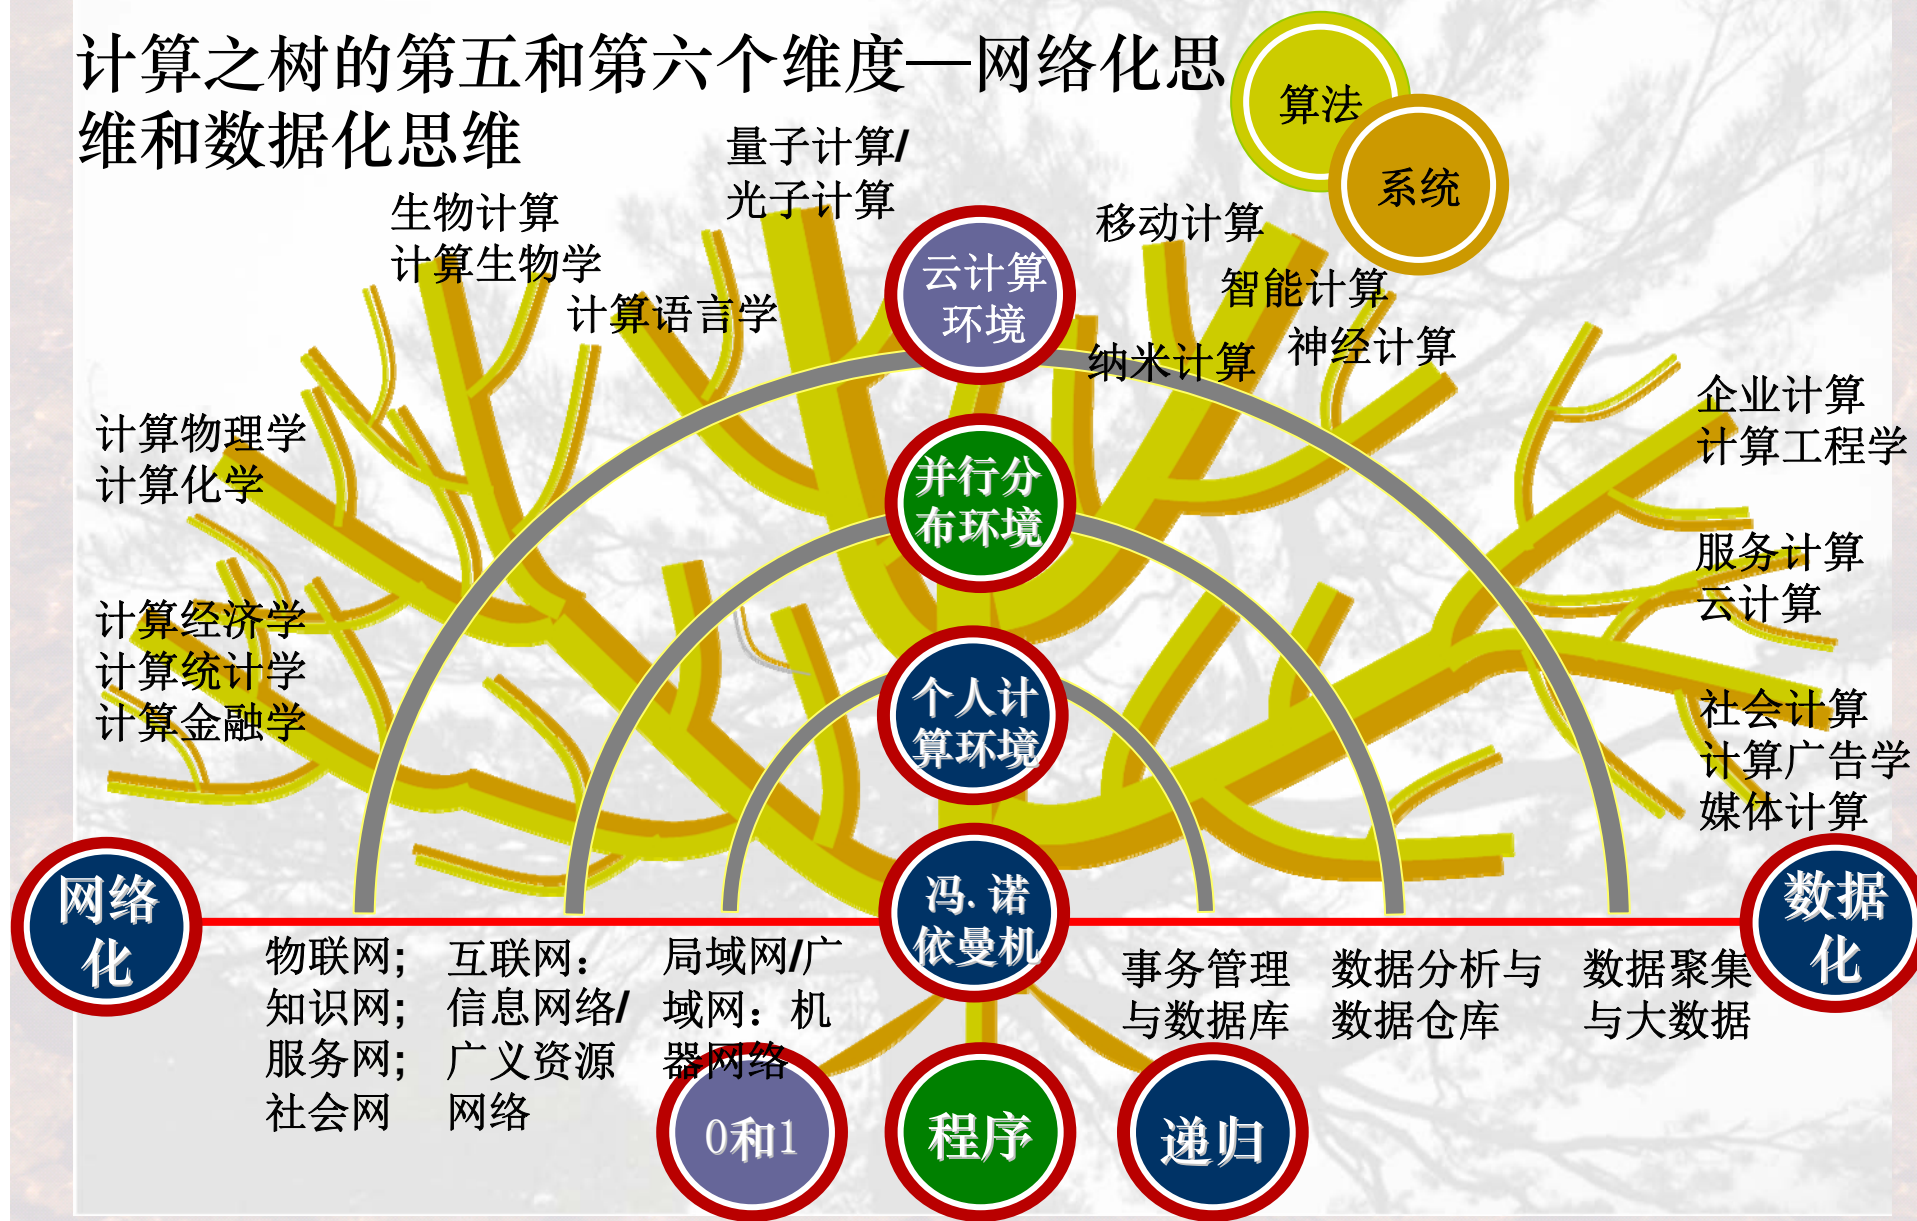 计算之树的第五和第六个维度—网络化思
维和数据化思维
算法
系统
量子计算/
光子计算
生物计算
计算生物学
计算语言学
云计算
环境
移动计算
智能计算
神经计算
纳米计算
计算物理学
计算化学
企业计算
计算工程学
并行分
布环境
服务计算
云计算
计算经济学
计算统计学
计算金融学
个人计
算环境
社会计算
计算广告学
媒体计算
网络
化
冯.诺
依曼机
数据
化
物联网;
知识网;
服务网;
社会网
互联网：
信息网络/
广义资源
网络
局域网/广
域网：机
器网络
事务管理
与数据库
数据分析与
数据仓库
数据聚集
与大数据
0和1
程序
递归